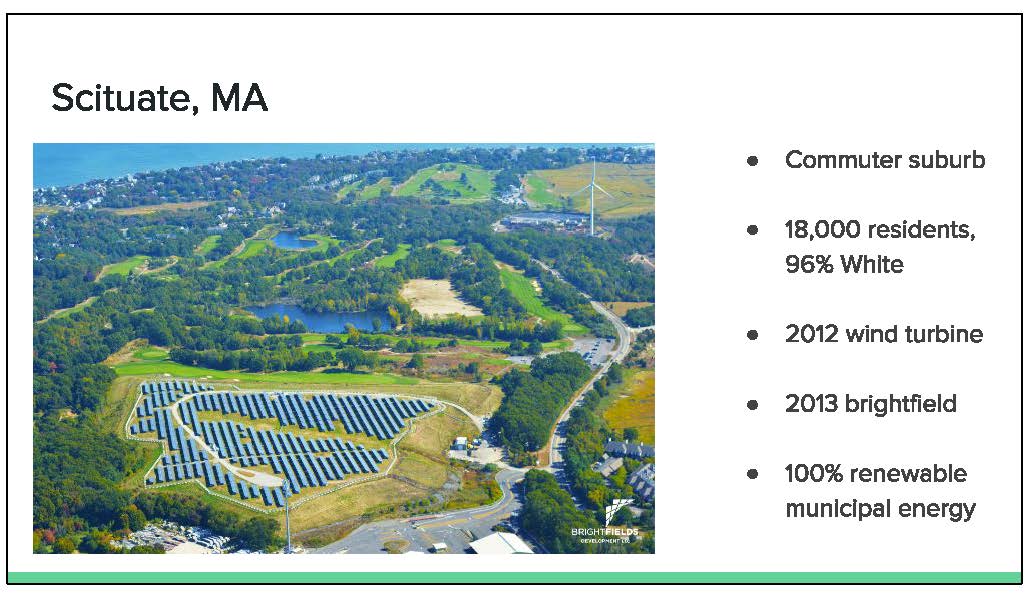 Scituate, MA
● Commuter suburb
● 18,000 residents,
96% White
● 2012 wind turbine
● 2013 brightfield
● 100% renewable
municipal energy
BRIGHTFIELDS
DEVELOPMENT LLC